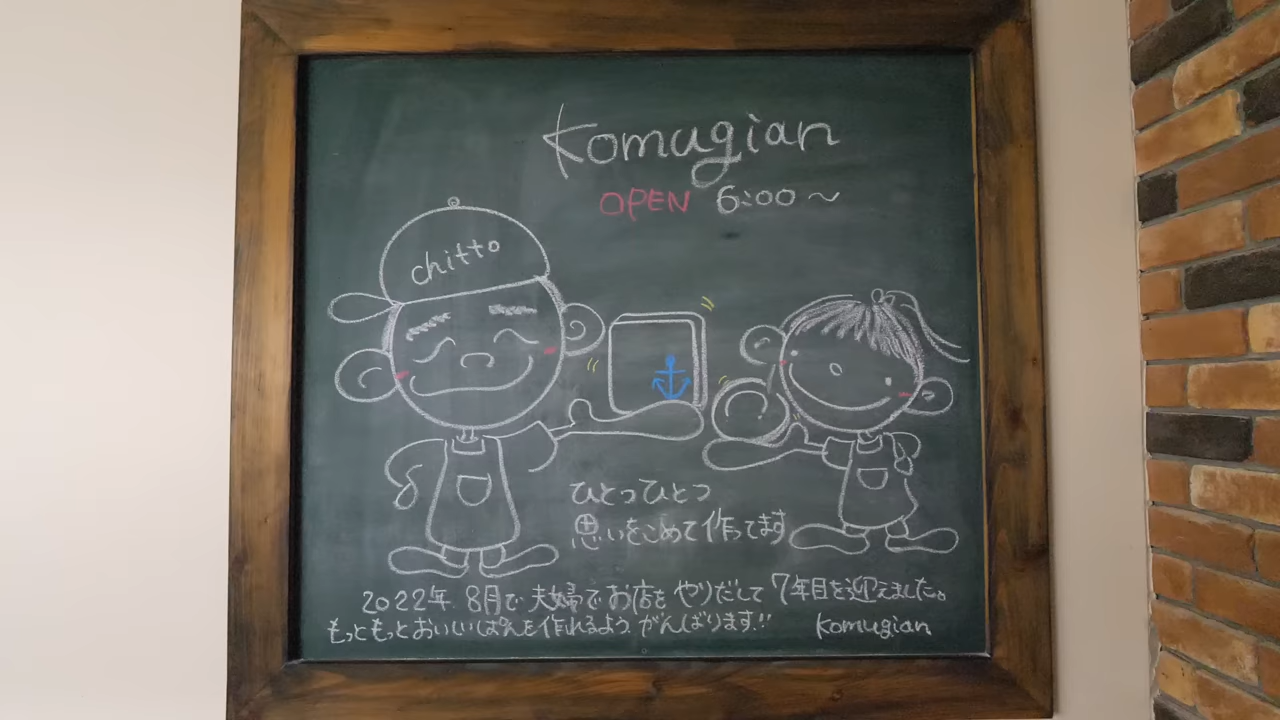 Komugian
OPEN 6:00～
chitto
ひとつひとつ
思いをこめて作ってます
2022年 8月で 夫婦で お店を やりだして 7年目を迎えました。
もっともっとおいしいぱんを作れるよう がんばります!! komugian